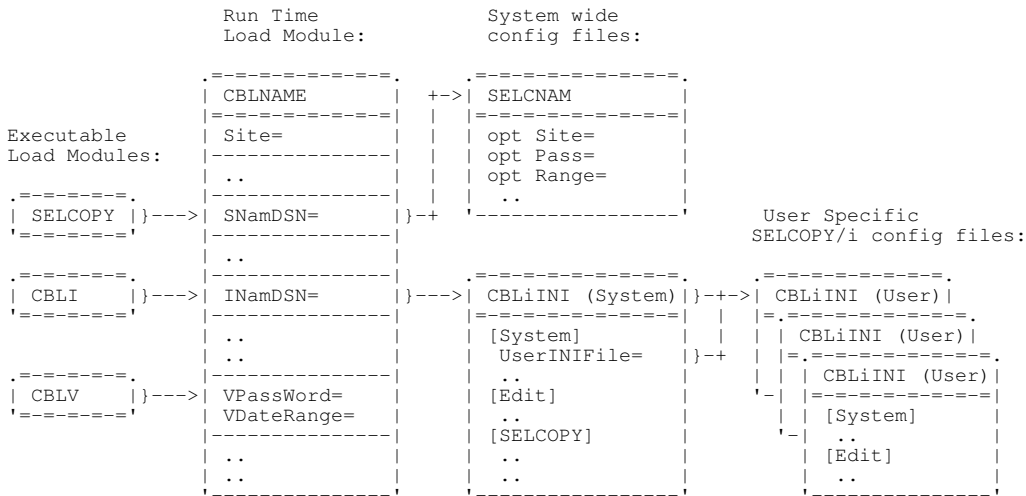 Run Time System wide
Load Module: config files:
.=-=-=-=-=-=-=. .=-=-=-=-=-=-=-=.
| CBLNAME | +->| SELCNAM |
|=-=-=-=-=-=-=-=| | |=-=-=-=-=-=-=-=-=|
Executable | Site= | | | opt Site= |
Load Modules: |---------------| | | opt Pass= |
| .. | | | opt Range= |
.=-=-=-=-=. |---------------| | | .. |
| SELCOPY |}--->| SNamDSN= |}-+ '-----------------' User Specific
'=-=-=-=-=' |---------------| SELCOPY/i config files:
| .. |
.=-=-=-=-=. |---------------| .=-=-=-=-=-=-=-=-=. .=-=-=-=-=-=-=-=.
| CBLI |}--->| INamDSN= |}--->| CBLiINI (System) |}-+->| CBLiINI (User)|
'=-=-=-=-=' |---------------| |=-=-=-=-=-=-=-=-=| | |=.=-=-=-=-=-=-=-=.
| .. | | [System] | | | | CBLiINI (User)|
| .. | | UserINIFile= |}-+ | |=.=-=-=-=-=-=-=-=.
.=-=-=-=-=. |---------------| | .. | | | | CBLiINI (User)|
| CBLV |}--->| VPassWord= | | [Edit] | '-| |=-=-=-=-=-=-=-=|
'=-=-=-=-=' | VDateRange= | | .. | | | [System] |
|---------------| | [SELCOPY] | '-| .. |
| .. | | .. | | [Edit] |
| .. | | .. | | .. |
'---------------' '-----------------' '---------------'